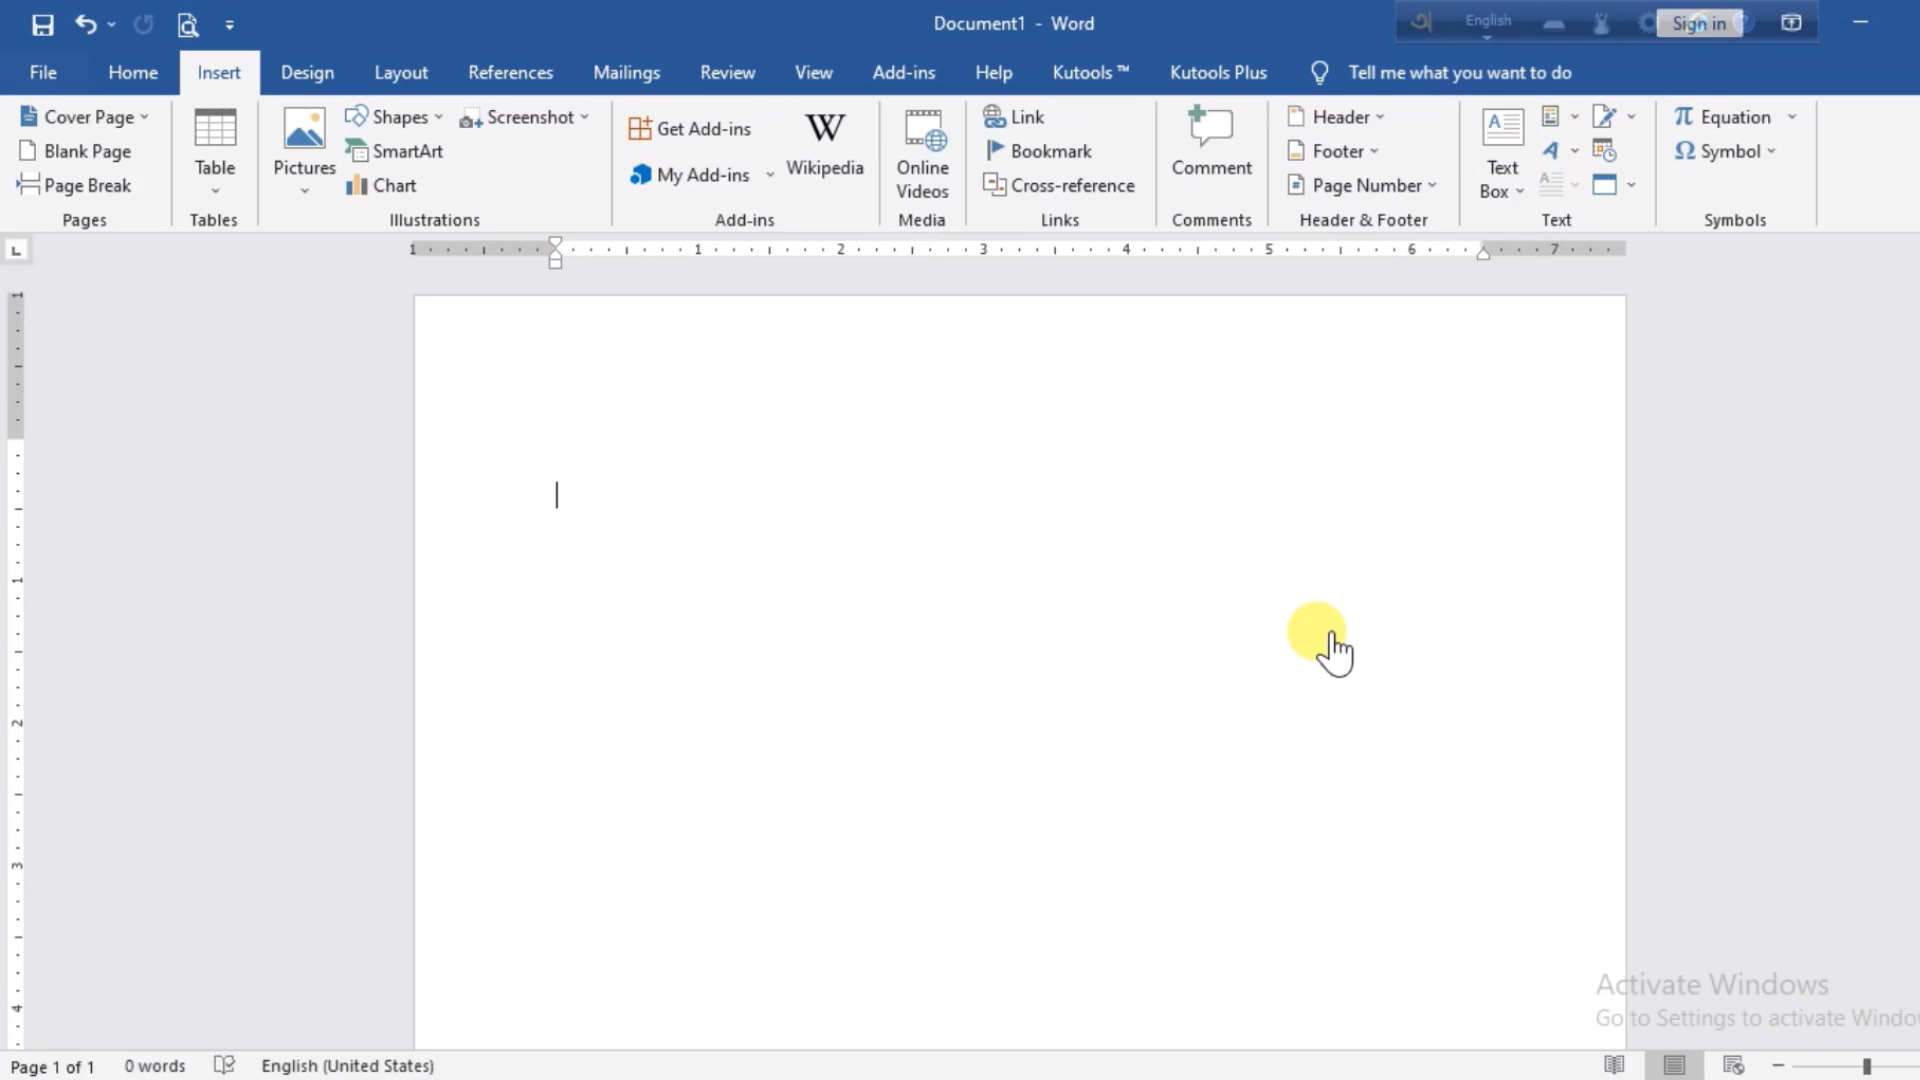 Document1 - Word
English
Sign in
File Home Insert Design Layout References Mailings Review View Add-ins Help Kutools ™ Kutools Plus Tell me what you want to do
Cover Page
Blank Page
Page Break
Pages
Table
Tables
Pictures
Shapes
SmartArt
Chart
Screenshot
Illustrations
Get Add-ins
My Add-ins
W
Wikipedia
Add-ins
Online
Videos
Media
Link
Bookmark
Cross-reference
Links
Comment
Comments
Header
Footer
Page Number
Header & Footer
A
Text
Box
A
Text
π Equation
Ω Symbol
Symbols
L
1 1 2 3 4 5 6 7
1
1
2
3
4
Activate Windows
Go to Settings to activate Windo
Page 1 of 1 0 words English (United States)